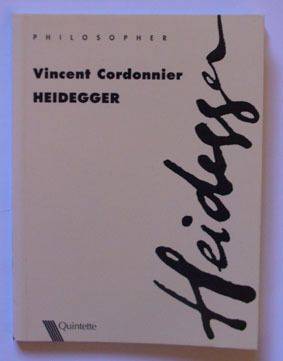 PHILOSOPHER
Vincent Cordonnier
HEIDEGGER
Heidegger
Quintette